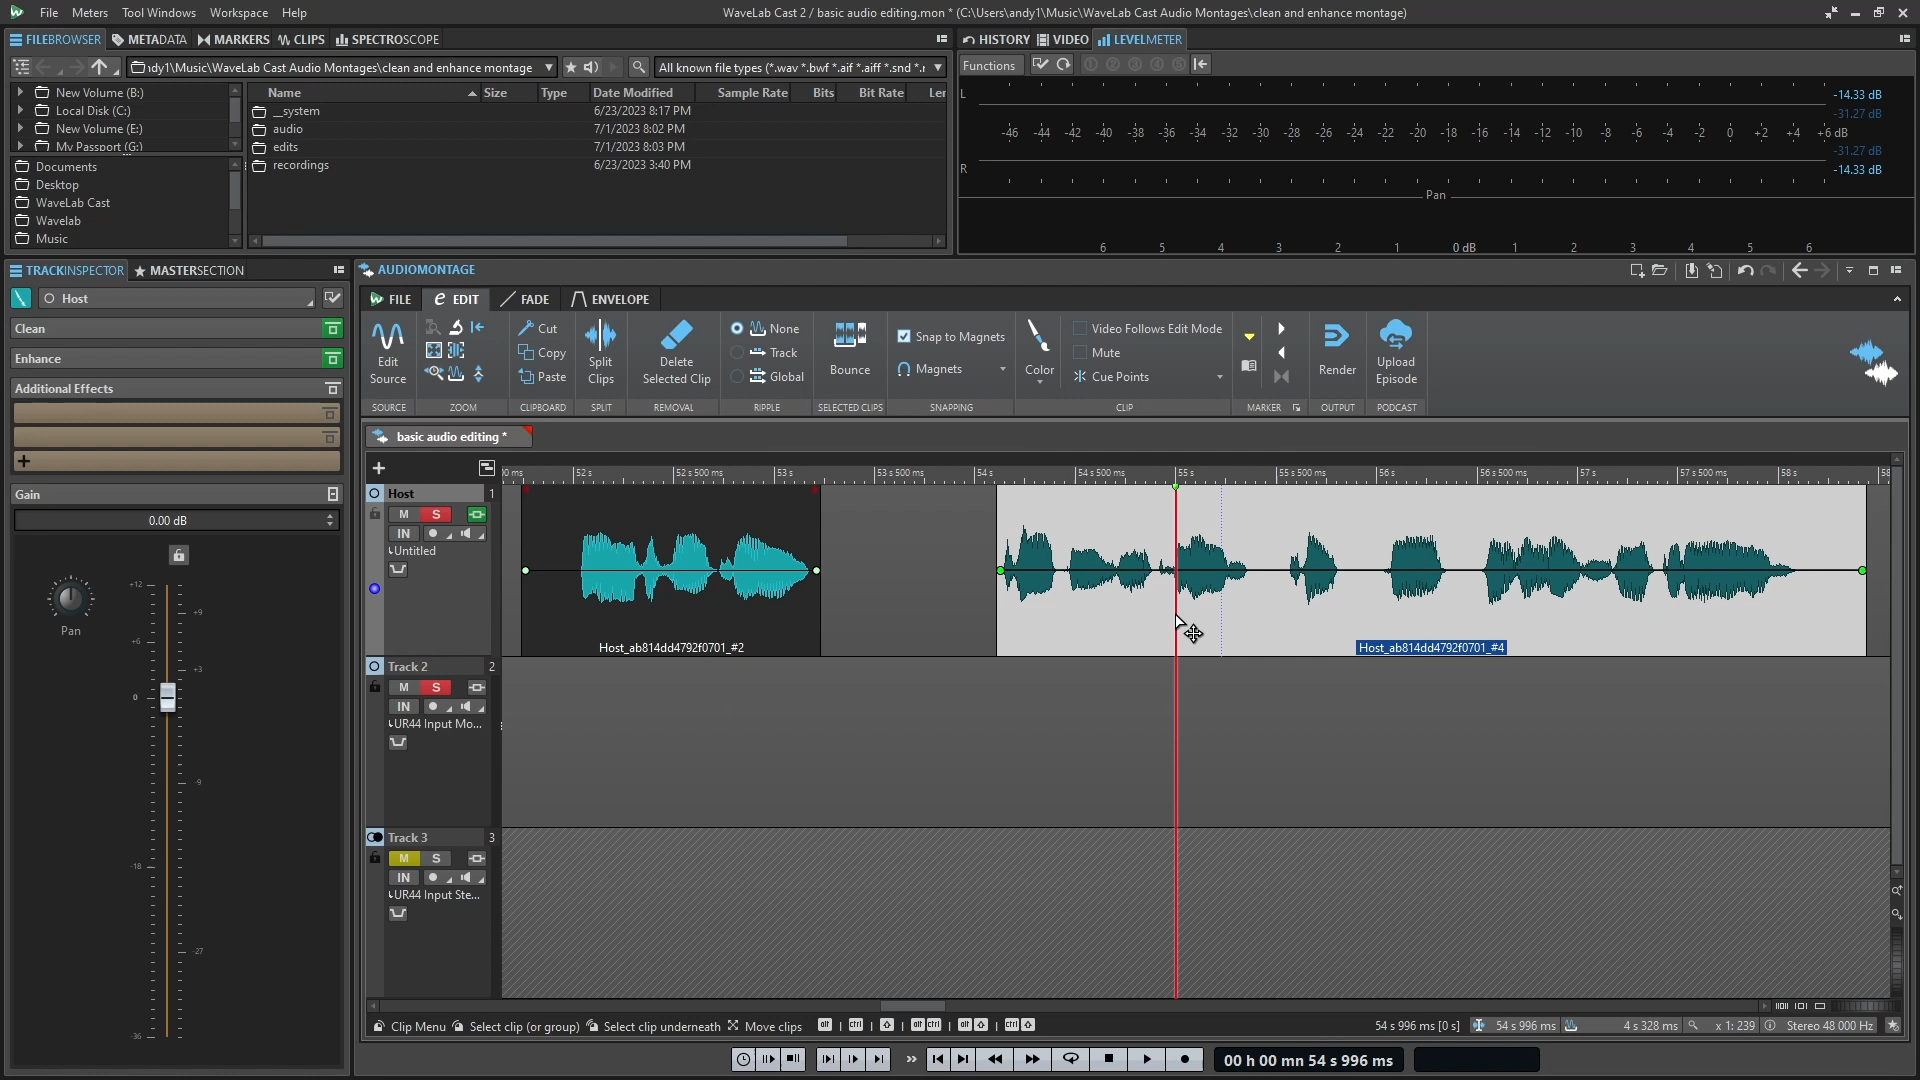 File Meters Tool Windows Workspace Help
WaveLab Cast 2 / basic audio editing.mon * (C:\Users\andy1\Music\WaveLab Cast Audio Montages\clean and enhance montage)
FILEBROWSER METADATA MARKERS CLIPS SPECTROSCOPE
HISTORY VIDEO LEVELMETER
ndy1\Music\WaveLab Cast Audio Montages\clean and enhance montage
All known file types (*.wav *.bwf *.aif *.aiff *.snd *.
Functions
Name Size Type Date Modified Sample Rate Bits Bit Rate Ler
New Volume (B:)
Local Disk (C:)
New Volume (E:)
My Passport (G:)
__system 6/23/2023 8:17 PM
audio 7/1/2023 8:02 PM
edits 7/1/2023 8:03 PM
recordings 6/23/2023 3:40 PM
Documents
Desktop
WaveLab Cast
Wavelab
Music
L -14.33 dB
-31.27 dB
-46 -44 -42 -40 -38 -36 -34 -32 -30 -28 -26 -24 -22 -20 -18 -16 -14 -12 -10 -8 -6 -4 -2 0 +2 +4 +6 dB
-31.27 dB
R -14.33 dB
Pan
6 5 4 3 2 1 0 dB 1 2 3 4 5 6
TRACKINSPECTOR MASTERSECTION
Host
Clean
Enhance
Additional Effects
+
Gain
0.00 dB
Pan
+12
+9
+6
+3
0
-9
-18
-27
-36
AUDIOMONTAGE
FILE EDIT FADE ENVELOPE
Edit Source
SOURCE
ZOOM
Cut
Copy
Paste
CLIPBOARD
Split Clips
SPLIT
Delete Selected Clip
REMOVAL
None
Track
Global
RIPPLE
Bounce
SELECTED CLIPS
Snap to Magnets
Magnets
SNAPPING
Color
Video Follows Edit Mode
Mute
Cue Points
CLIP
MARKER
Render
OUTPUT
Upload Episode
PODCAST
basic audio editing *
0 ms 52 s 52 s 500 ms 53 s 53 s 500 ms 54 s 54 s 500 ms 55 s 55 s 500 ms 56 s 56 s 500 ms 57 s 57 s 500 ms 58 s 58
Host 1
M S
IN
Untitled
Host_ab814dd4792f0701_#2
Host_ab814dd4792f0701_#4
Track 2 2
M S
IN
UR44 Input Mo...
Track 3 3
M S
IN
UR44 Input Ste...
Clip Menu Select clip (or group) Select clip underneath Move clips alt | ctrl | | alt ctrl | alt | ctrl
54 s 996 ms [0 s] 54 s 996 ms 4 s 328 ms x 1: 239 Stereo 48 000 Hz
00 h 00 mn 54 s 996 ms